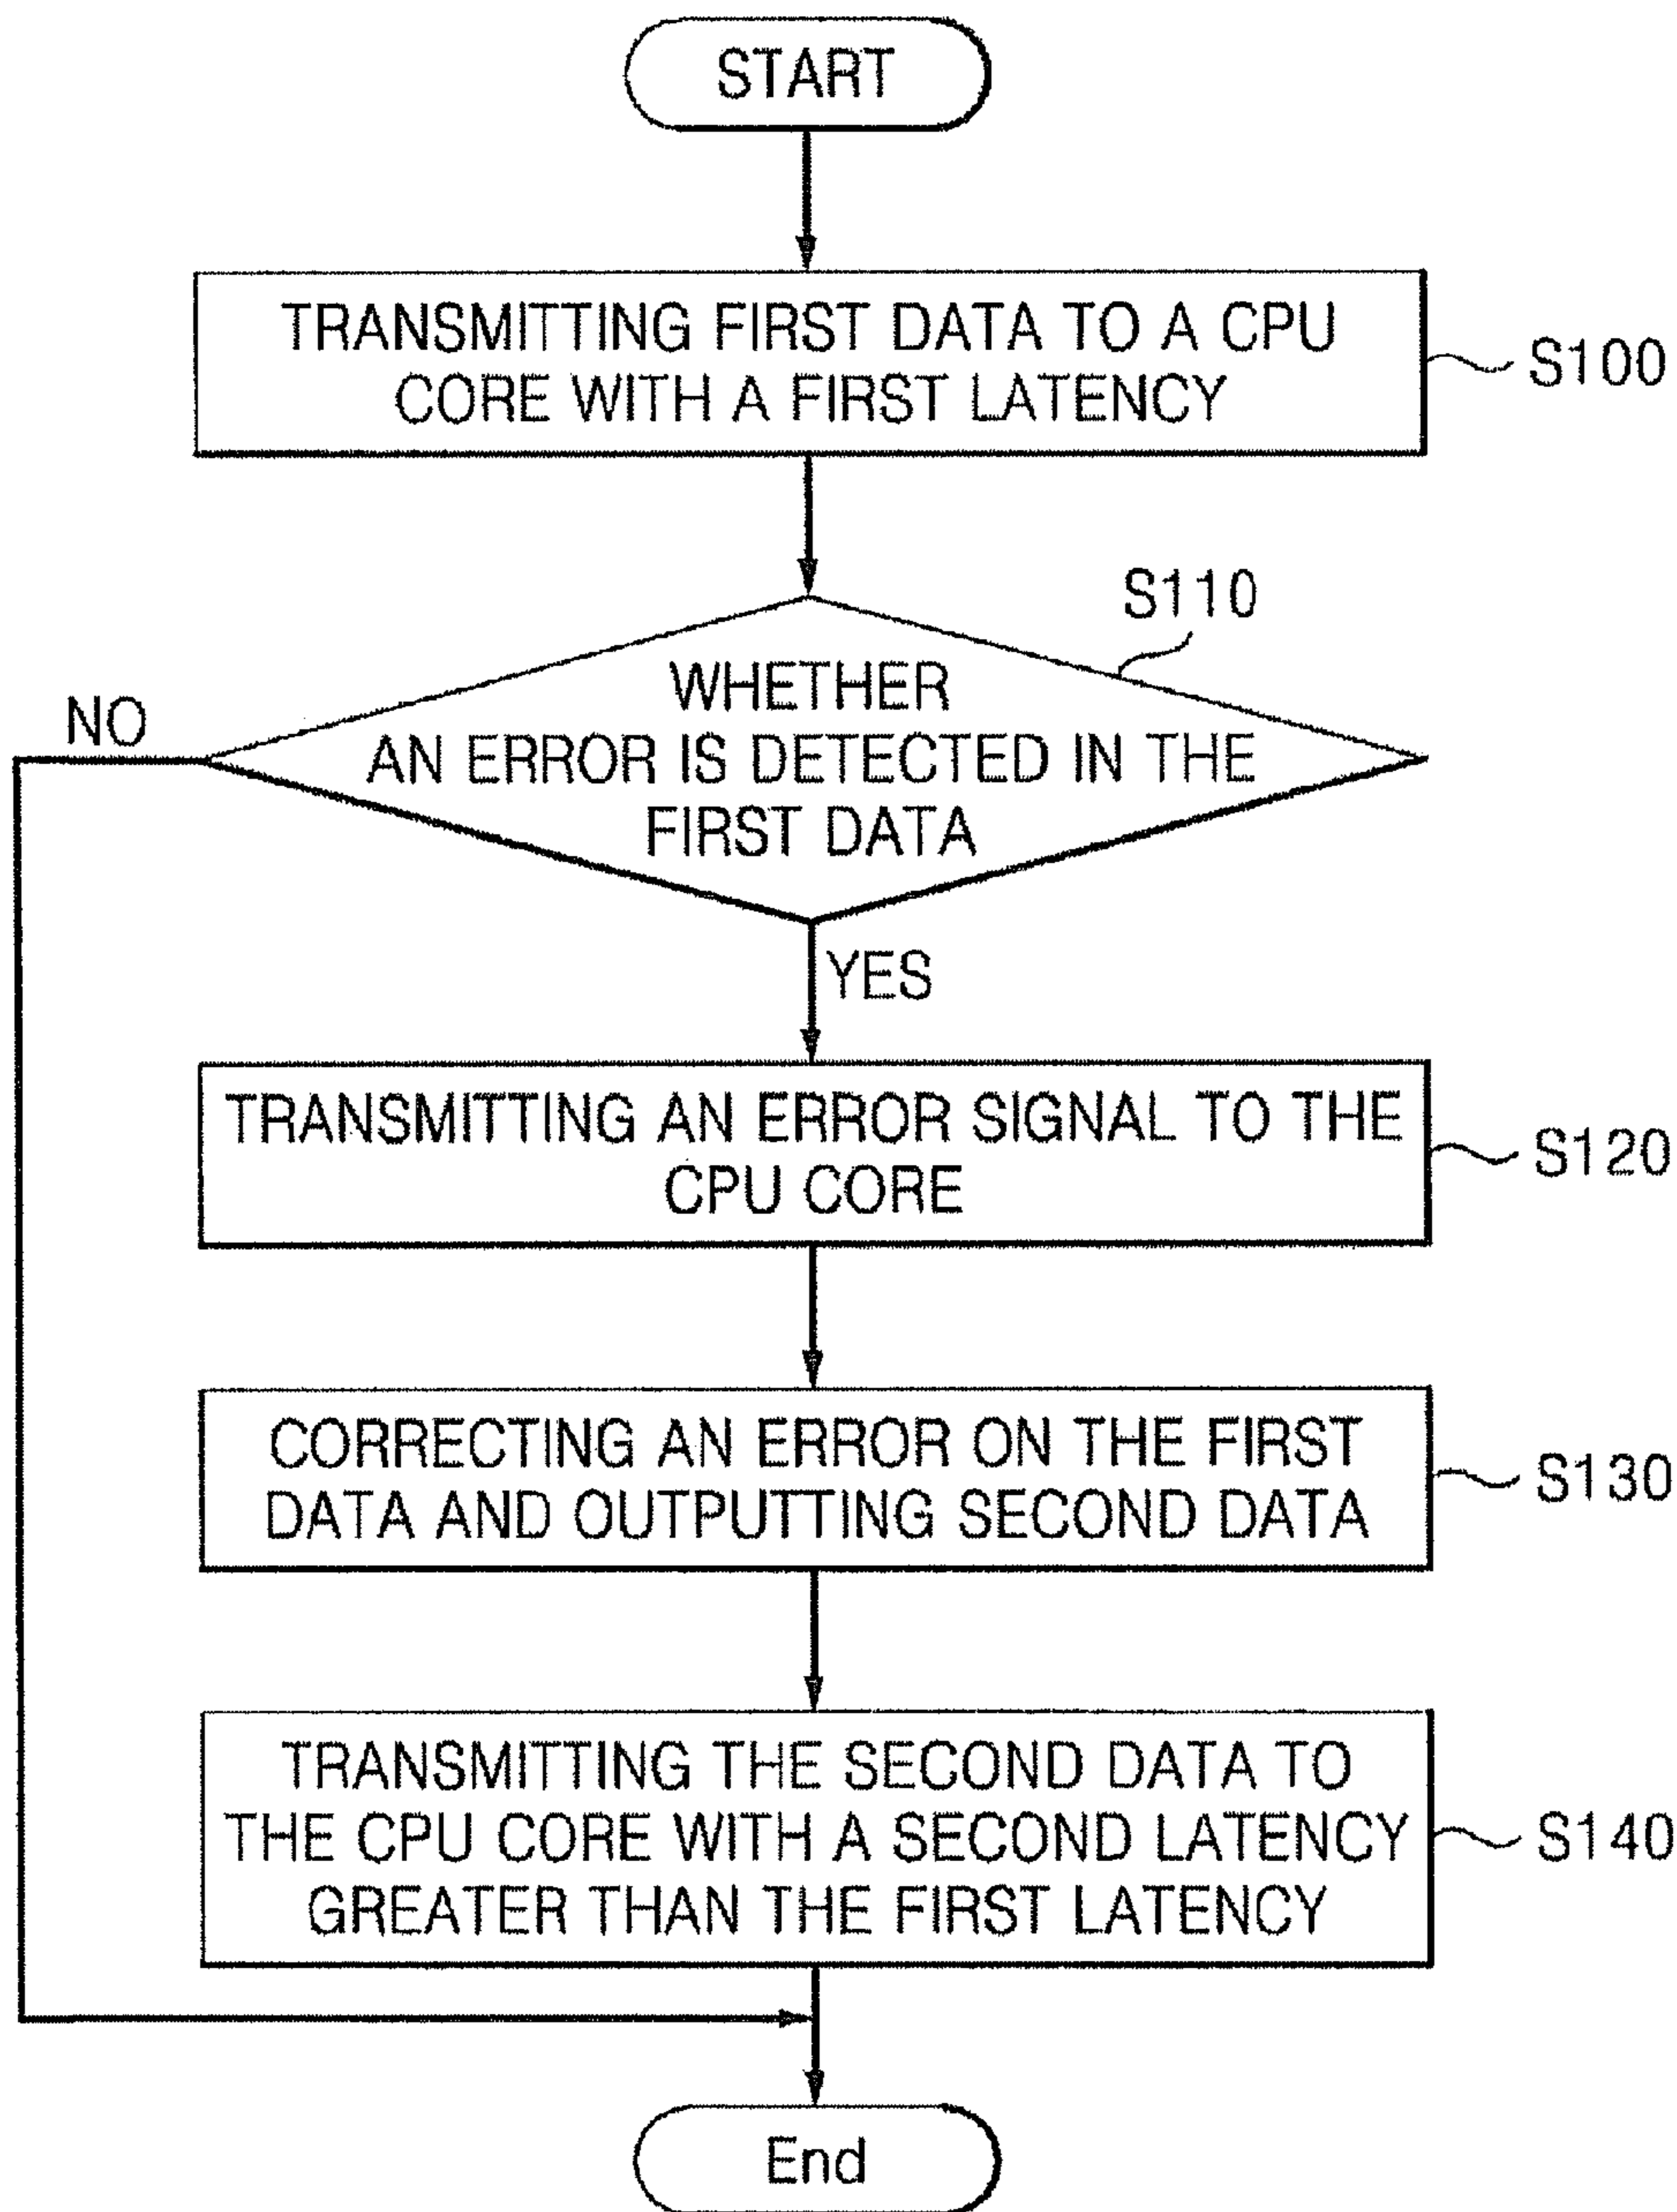 START
TRANSMITTING FIRST DATA TO A CPU
CORE WITH A FIRST LATENCY
S100
S110
WHETHER
AN ERROR IS DETECTED IN THE
FIRST DATA
NO
YES
TRANSMITTING AN ERROR SIGNAL TO THE
CPU CORE
S120
CORRECTING AN ERROR ON THE FIRST
DATA AND OUTPUTTING SECOND DATA
S130
TRANSMITTING THE SECOND DATA TO
THE CPU CORE WITH A SECOND LATENCY
GREATER THAN THE FIRST LATENCY
S140
End